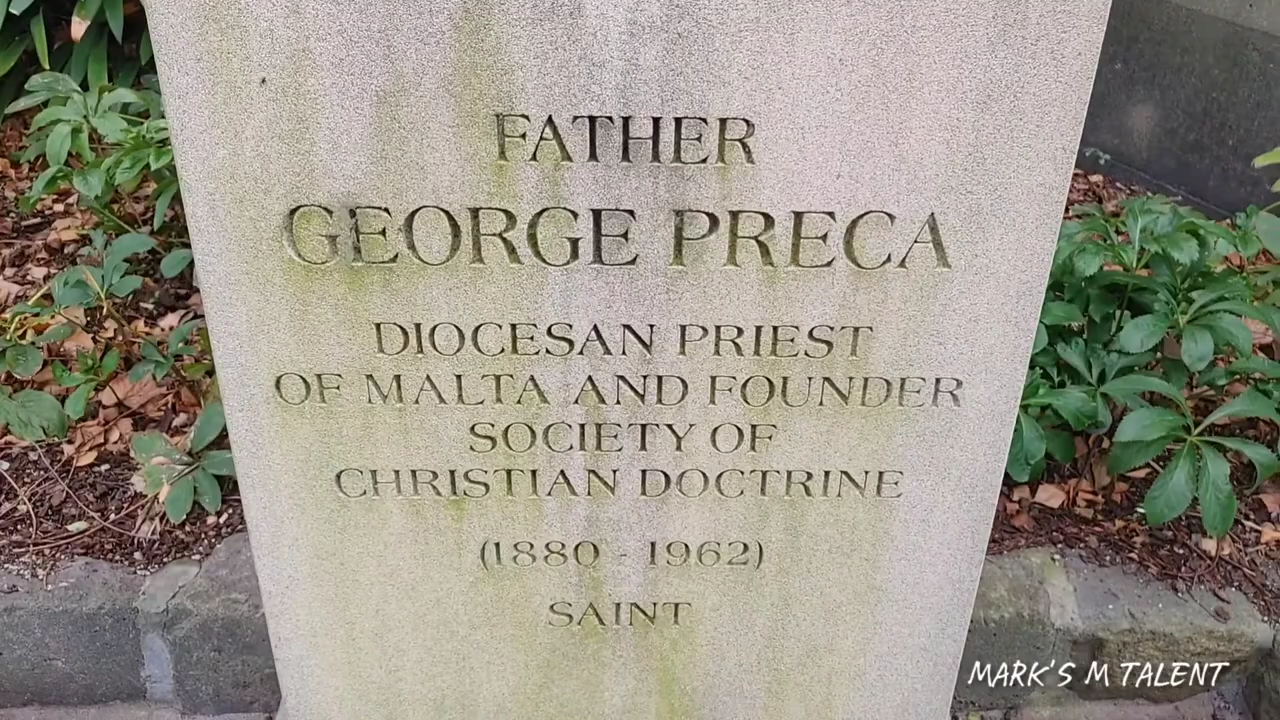 FATHER
GEORGE PRECA
DIOCESAN PRIEST
OF MALTA AND FOUNDER
SOCIETY OF
CHRISTIAN DOCTRINE
(1880 - 1962)
SAINT
MARK'S M TALENT